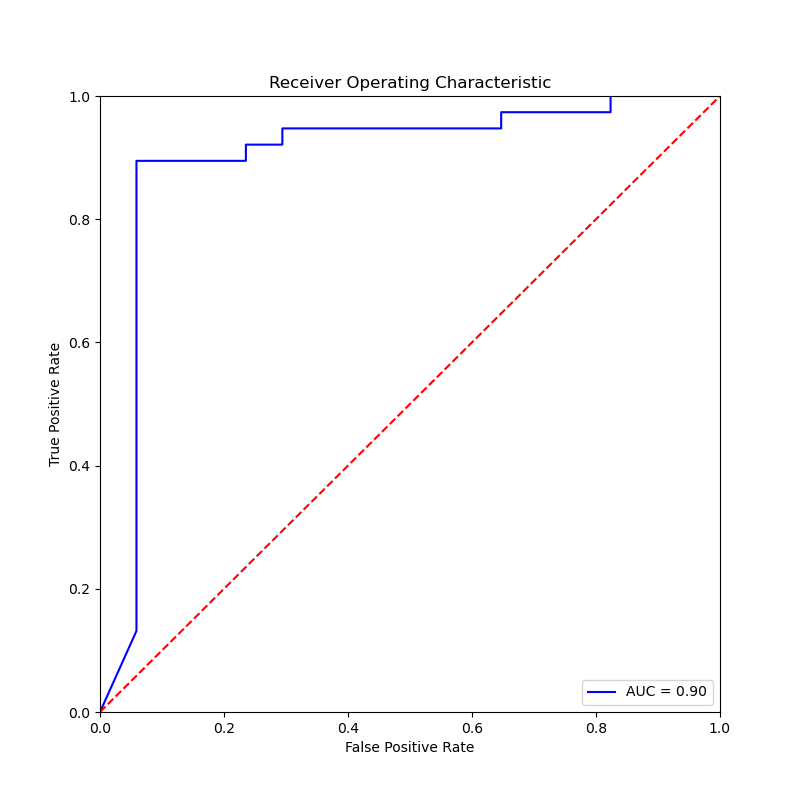 Receiver Operating Characteristic
1.0
0.8
0.6
0.4
0.2
0.0
True Positive Rate
AUC = 0.90
0.0 0.2 0.4 0.6 0.8 1.0
False Positive Rate